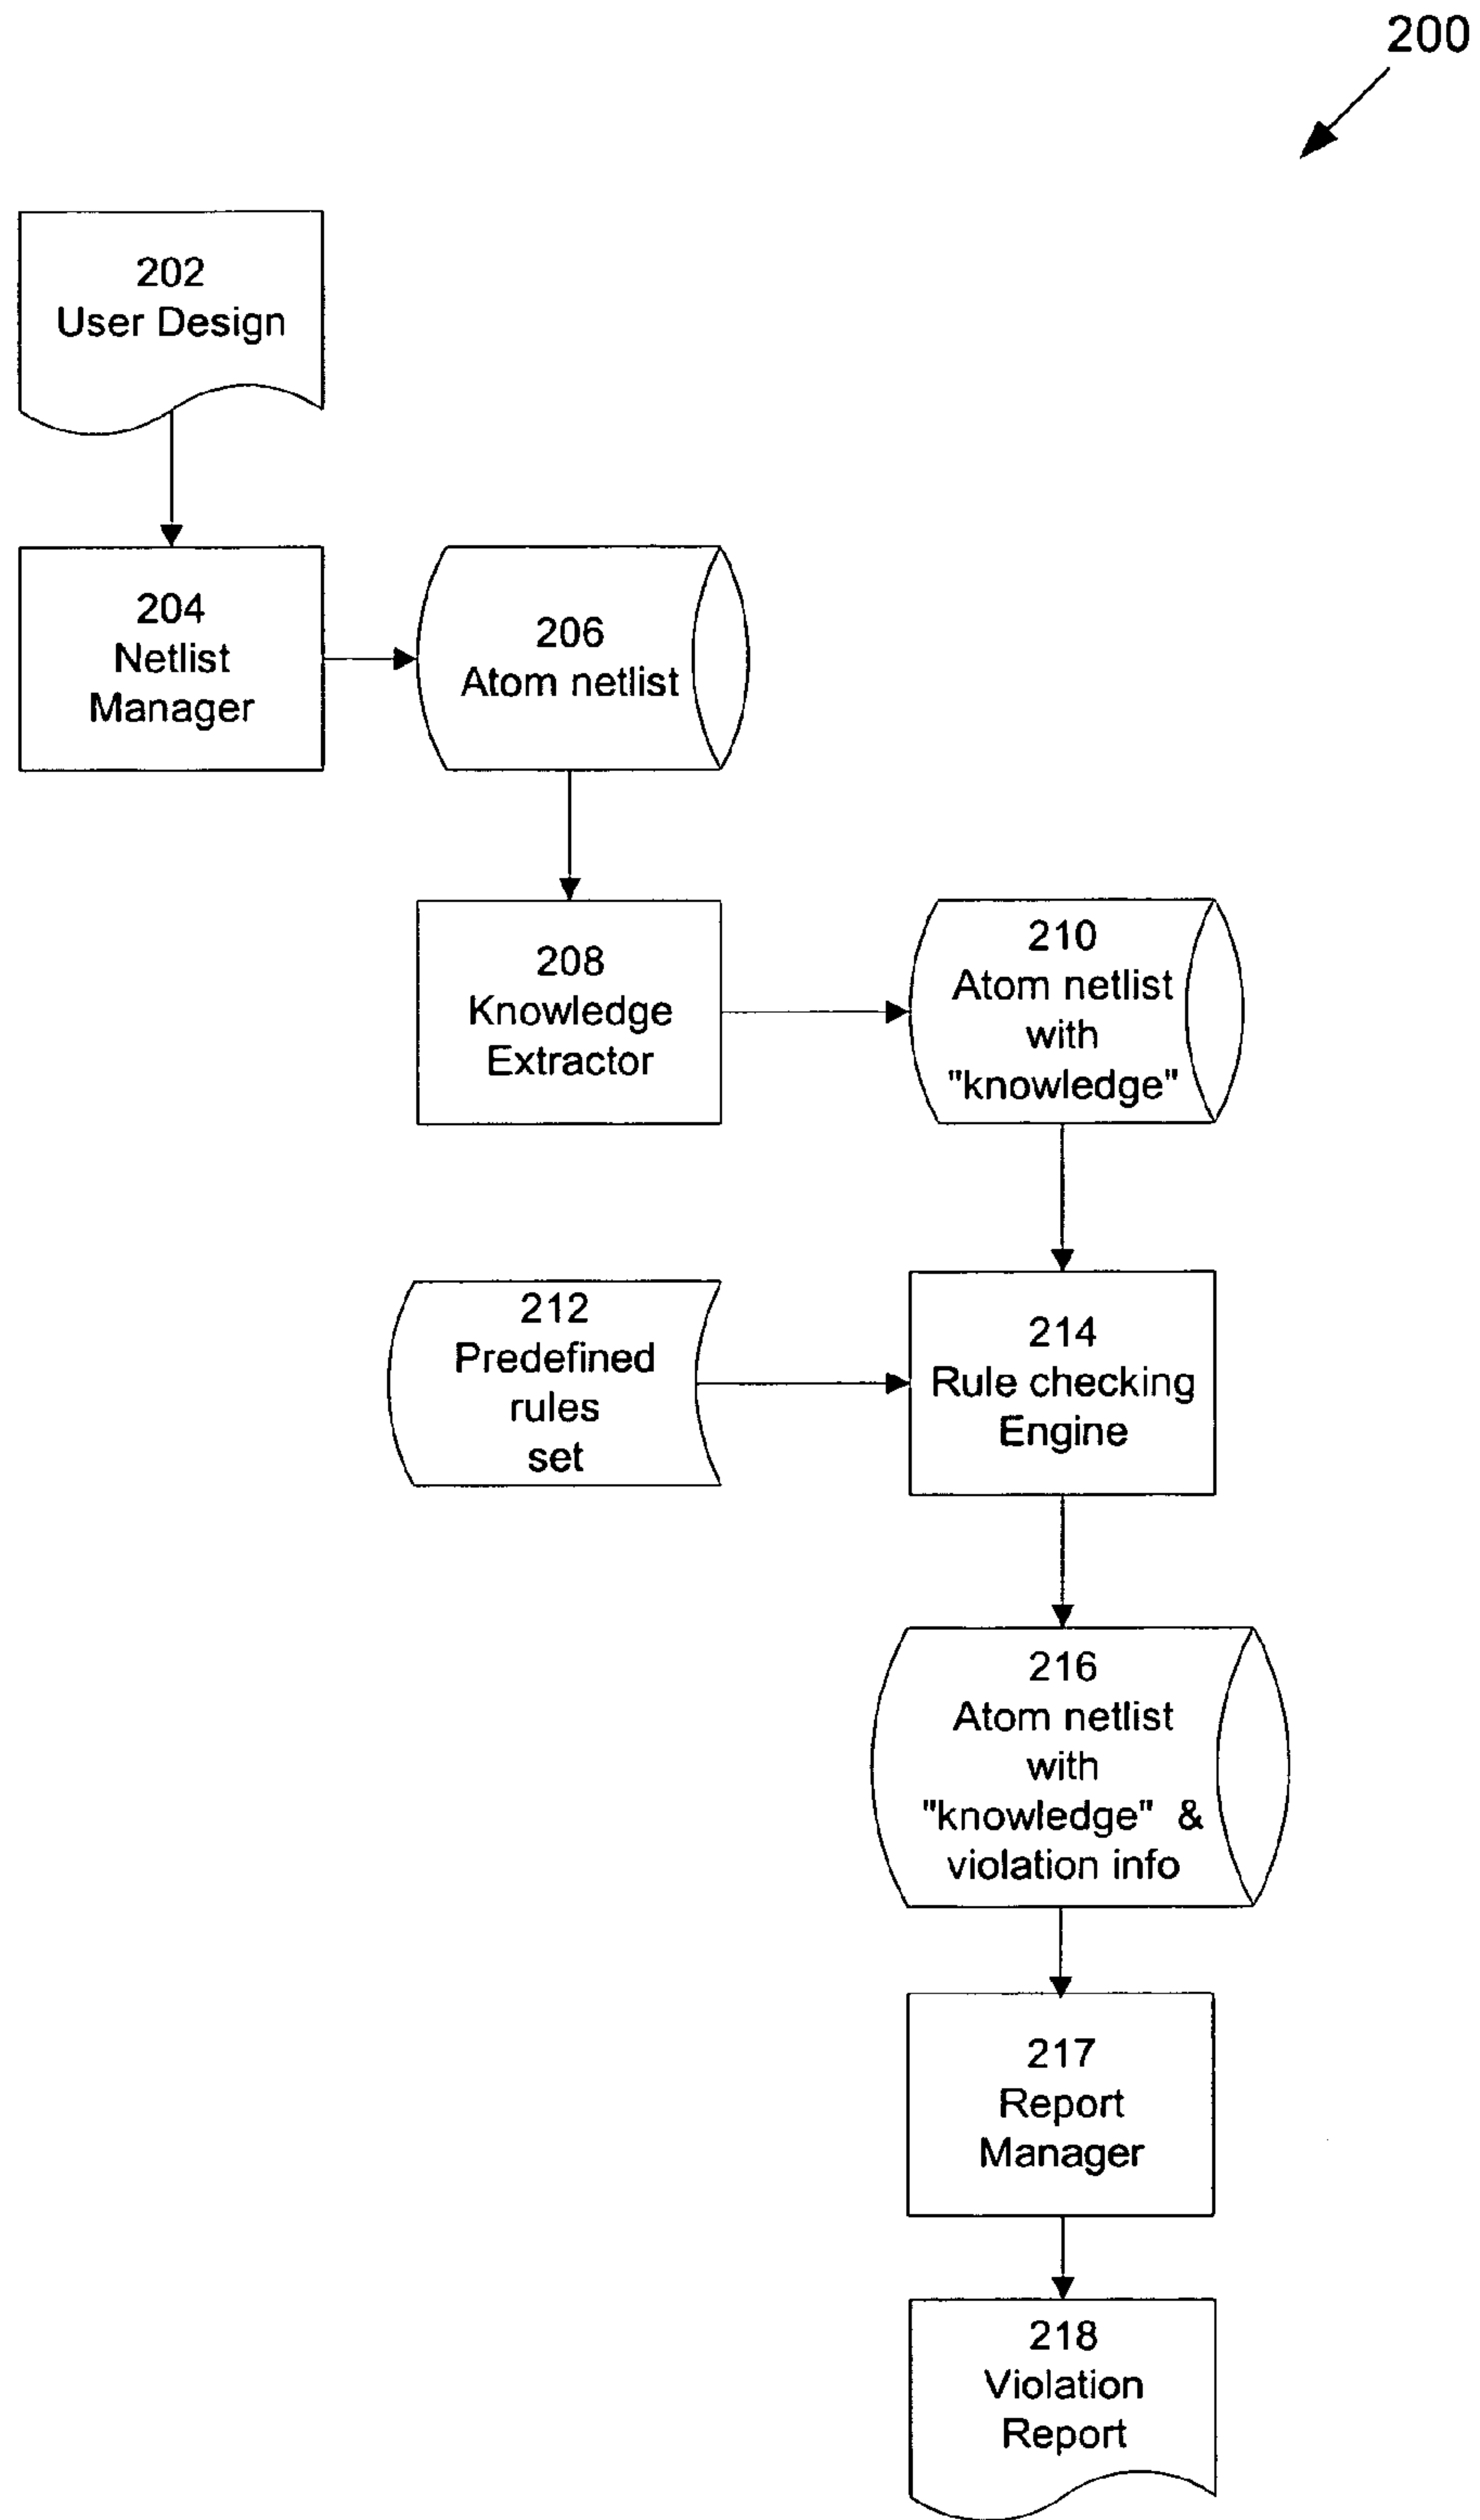 200
202
User Design
204
Netlist
Manager
206
Atom netlist
208
Knowledge
Extractor
210
Atom netlist
with
"knowledge"
212
Predefined
rules
set
214
Rule checking
Engine
216
Atom netlist
with
"knowledge" &
violation info
217
Report
Manager
218
Violation
Report